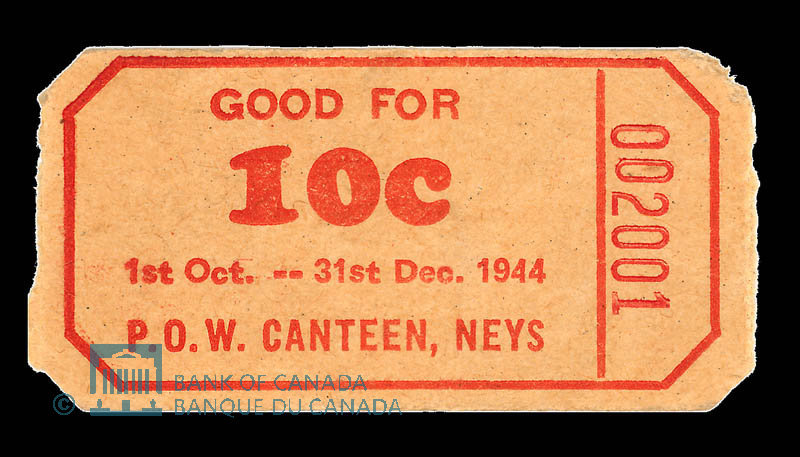 GOOD FOR
10c
1st Oct. -- 31st Dec. 1944
P.O.W. CANTEEN, NEYS
002001
© BANK OF CANADA
BANQUE DU CANADA